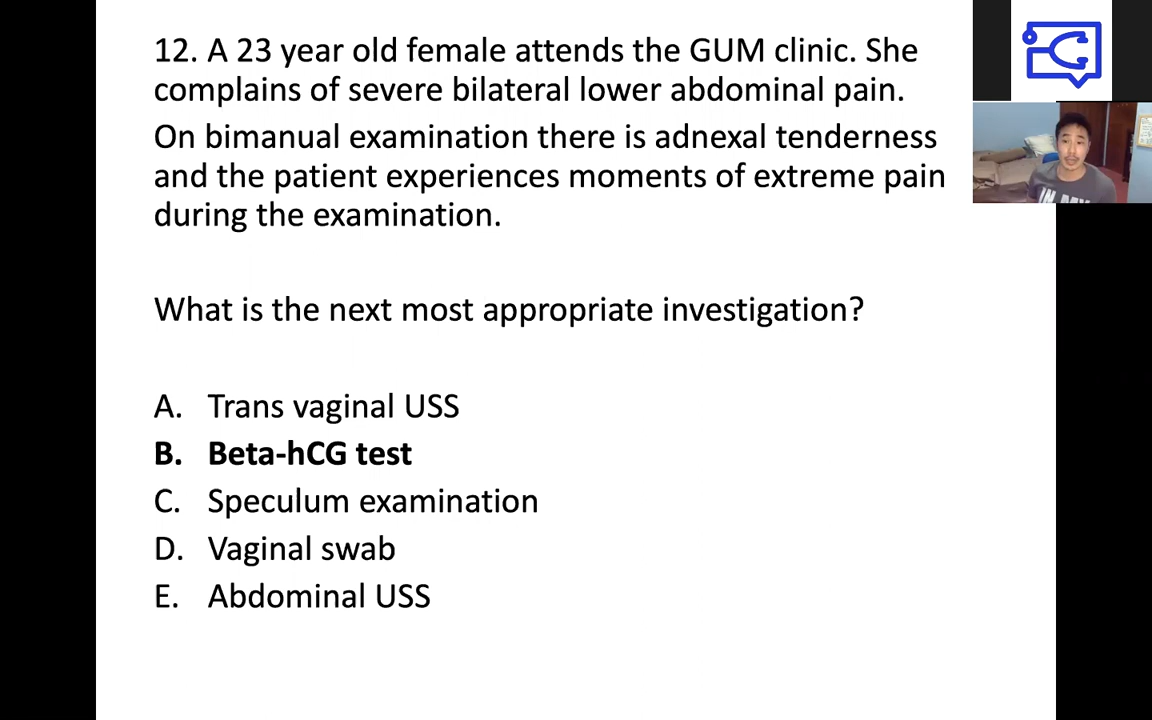 12. A 23 year old female attends the GUM clinic. She
complains of severe bilateral lower abdominal pain.
On bimanual examination there is adnexal tenderness
and the patient experiences moments of extreme pain
during the examination.
What is the next most appropriate investigation?
A. Trans vaginal USS
B. Beta-hCG test
C. Speculum examination
D. Vaginal swab
E. Abdominal USS